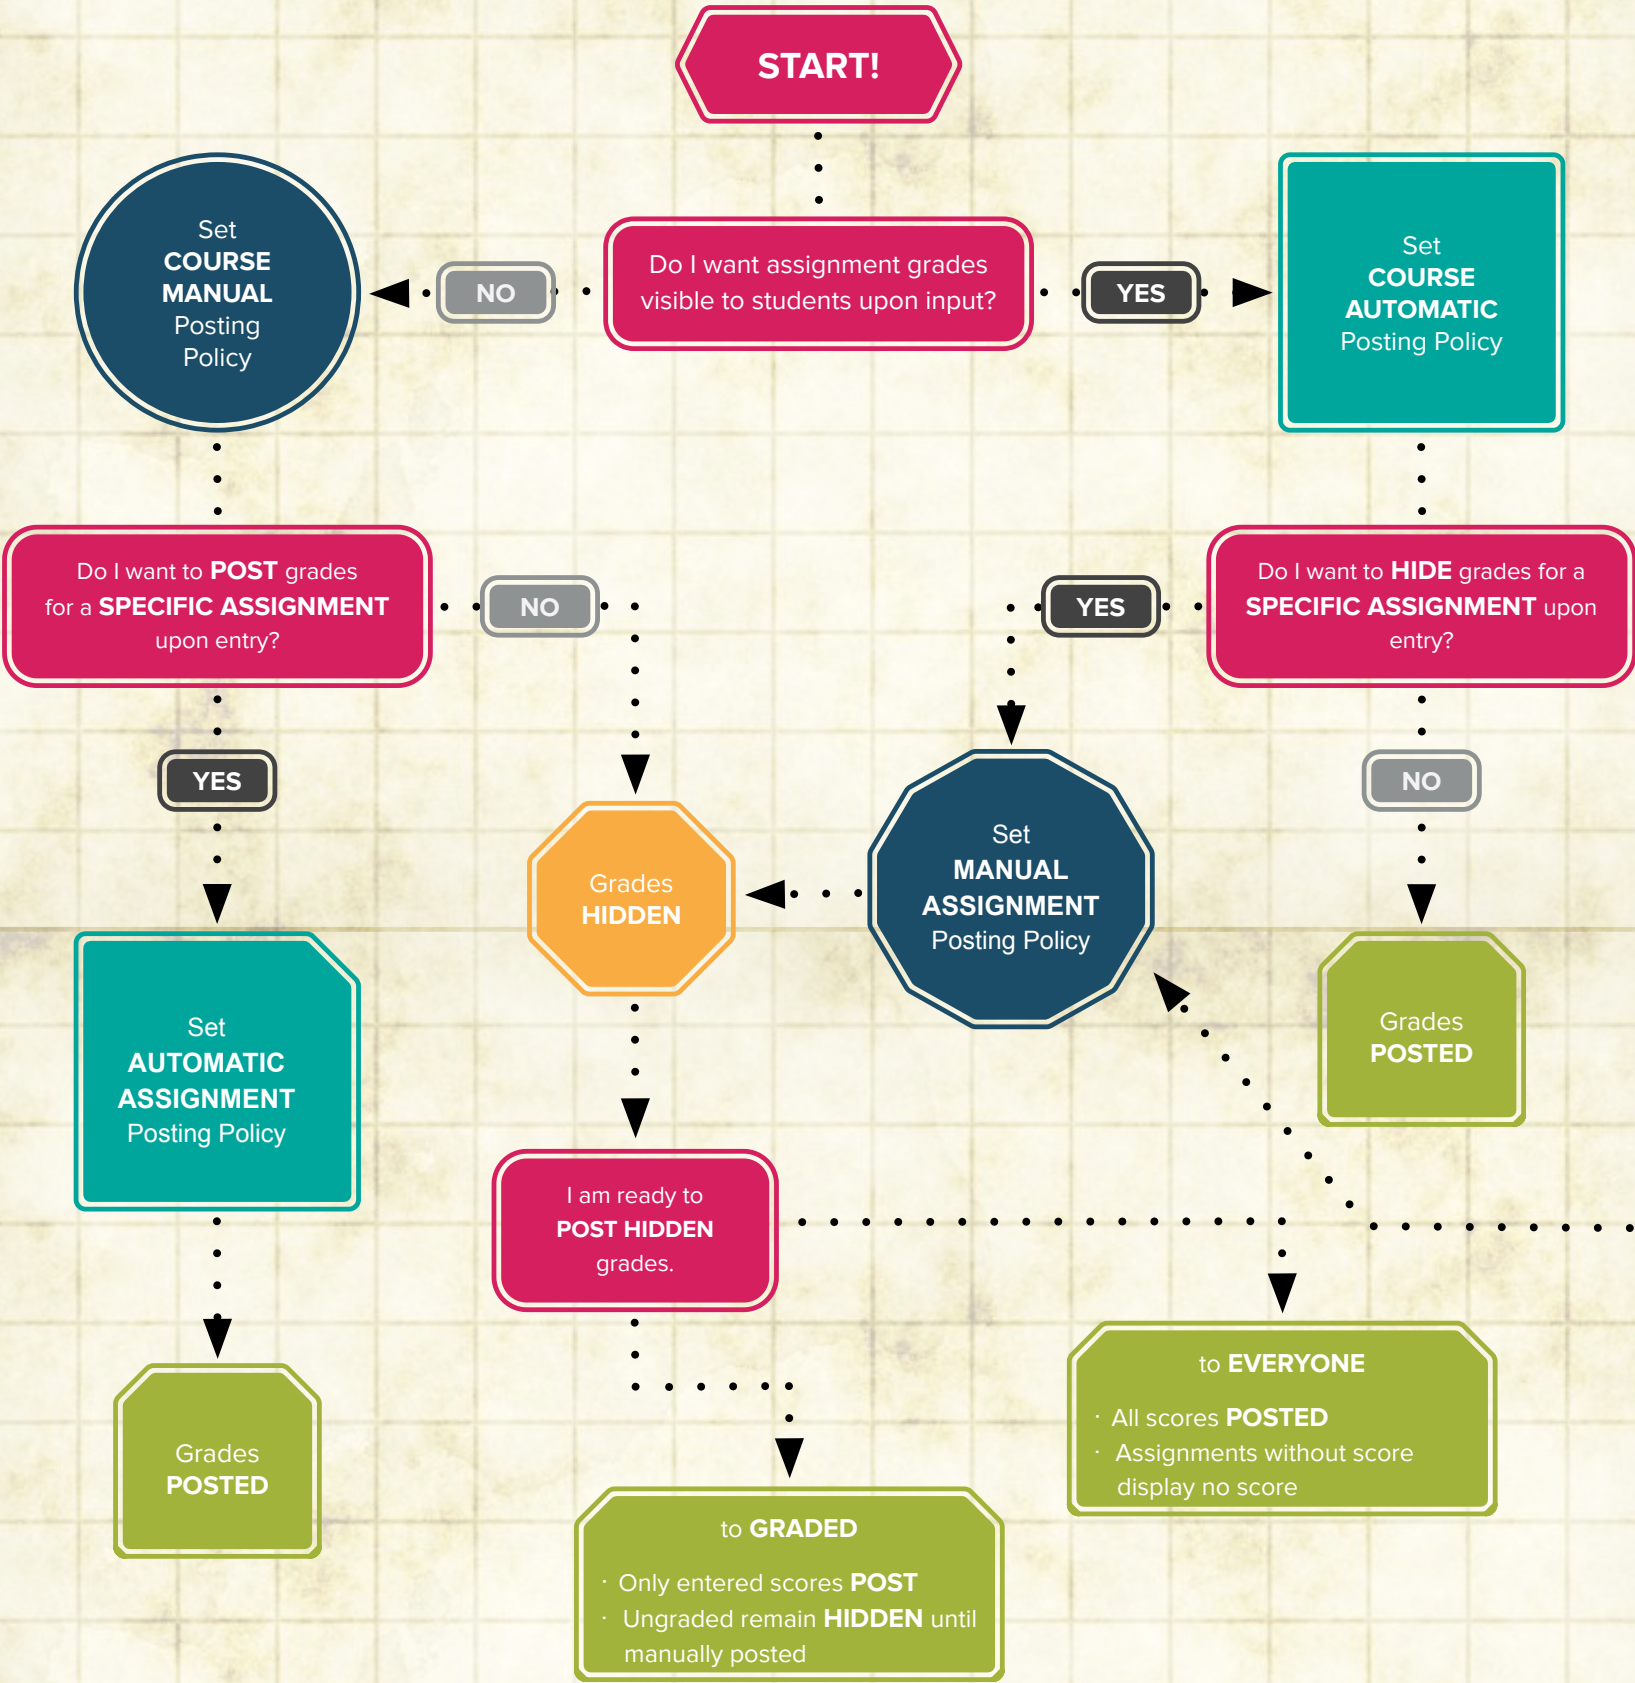 START!
Do I want assignment grades
visible to students upon input?
NO
YES
Set
COURSE
MANUAL
Posting
Policy
Set
COURSE
AUTOMATIC
Posting Policy
Do I want to POST grades
for a SPECIFIC ASSIGNMENT
upon entry?
NO
YES
Do I want to HIDE grades for a
SPECIFIC ASSIGNMENT upon
entry?
YES
NO
Grades
HIDDEN
Set
MANUAL
ASSIGNMENT
Posting Policy
Set
AUTOMATIC
ASSIGNMENT
Posting Policy
Grades
POSTED
I am ready to
POST HIDDEN
grades.
Grades
POSTED
to EVERYONE
· All scores POSTED
· Assignments without score
display no score
to GRADED
· Only entered scores POST
· Ungraded remain HIDDEN until
manually posted